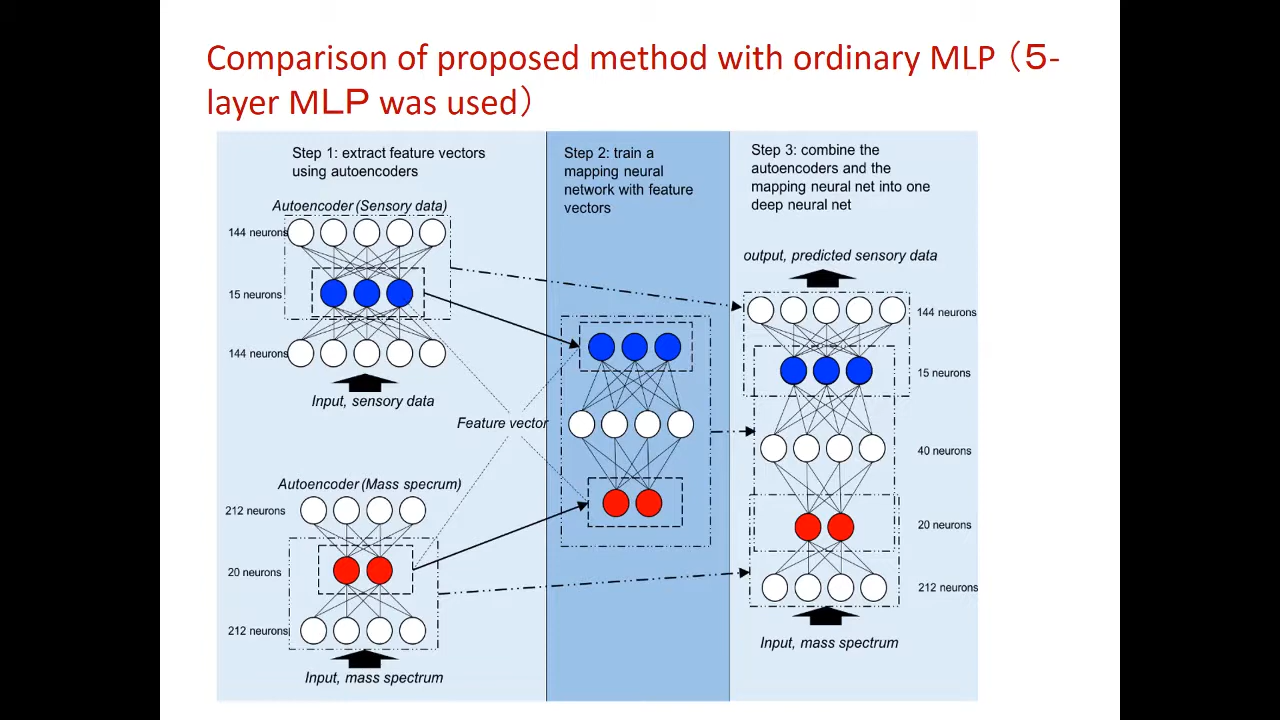 Comparison of proposed method with ordinary MLP（５-
layer MＬＰ was used）
Step 1: extract feature vectors
using autoencoders
Autoencoder (Sensory data)
144 neurons
15 neurons
144 neurons
Input, sensory data
Feature vector
Autoencoder (Mass spectrum)
212 neurons
20 neurons
212 neurons
Input, mass spectrum
Step 2: train a
mapping neural
network with feature
vectors
Step 3: combine the
autoencoders and the
mapping neural net into one
deep neural net
output, predicted sensory data
144 neurons
15 neurons
40 neurons
20 neurons
212 neurons
Input, mass spectrum